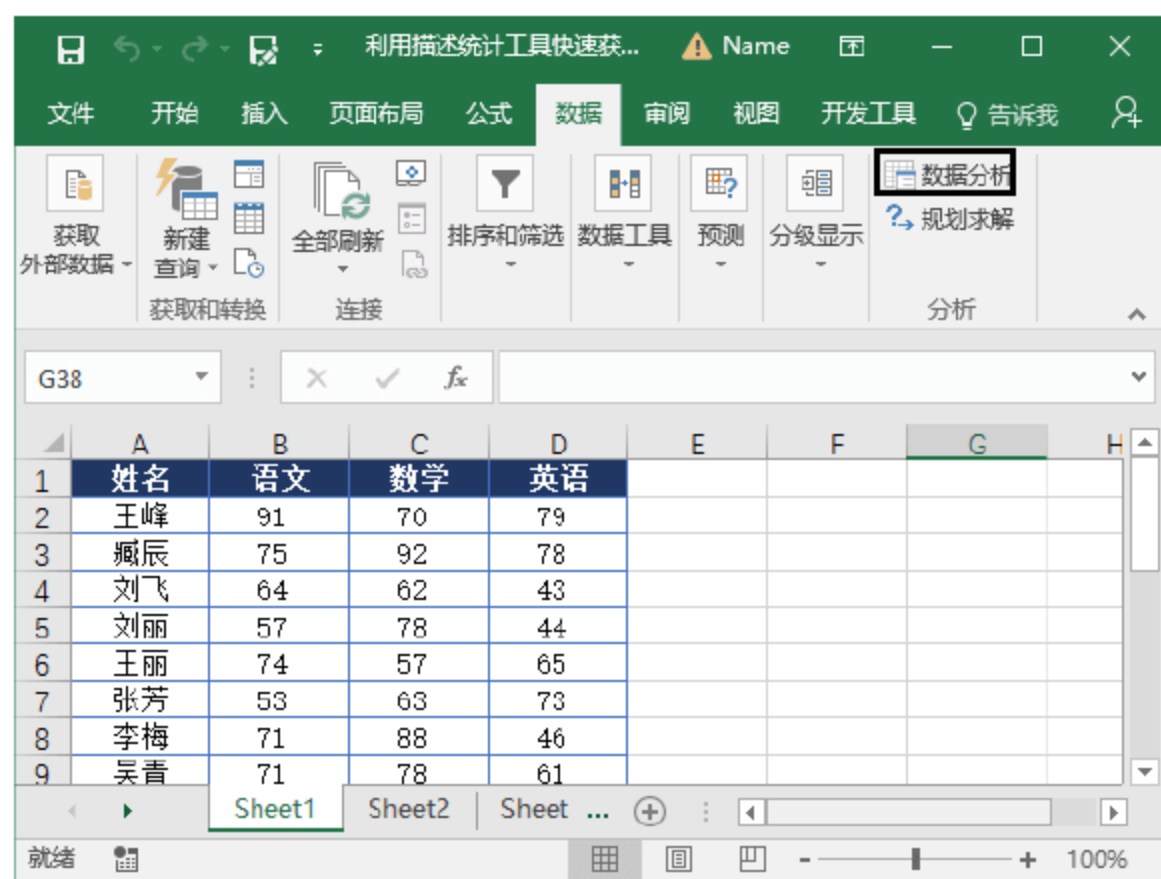 利用描述统计工具快速获... Name
文件 开始 插入 页面布局 公式 数据 审阅 视图 开发工具 告诉我
获取 外部数据 新建 查询 全部刷新 排序和筛选 数据工具 预测 分级显示 数据分析
规划求解
获取和转换 连接 分析
G38 fx
A B C D E F G H
1 姓名 语文 数学 英语
2 王峰 91 70 79
3 臧辰 75 92 78
4 刘飞 64 62 43
5 刘丽 57 78 44
6 王丽 74 57 65
7 张芳 53 63 73
8 李梅 71 88 46
9 吴青 71 78 61
Sheet1 Sheet2 Sheet ...
就绪 100%